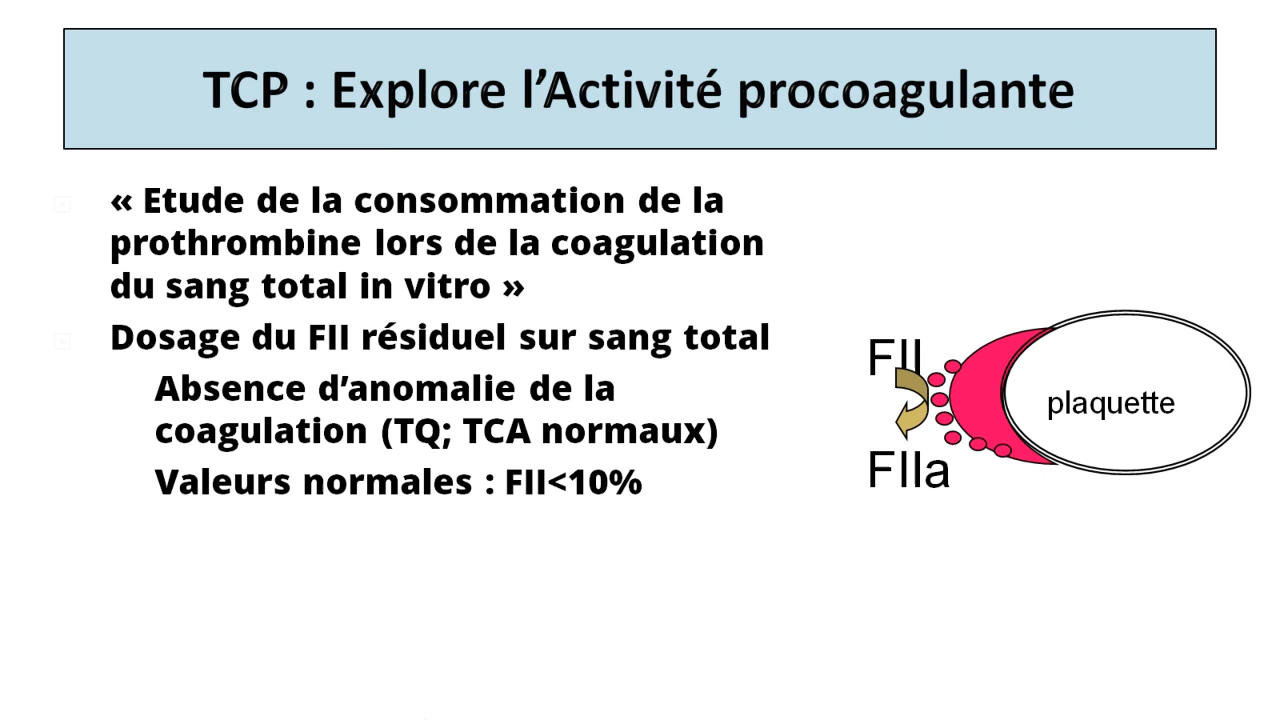 TCP : Explore l’Activité procoagulante
« Etude de la consommation de la
prothrombine lors de la coagulation
du sang total in vitro »
Dosage du FII résiduel sur sang total
Absence d’anomalie de la
coagulation (TQ; TCA normaux)
Valeurs normales : FII<10%
FII
plaquette
FIIa